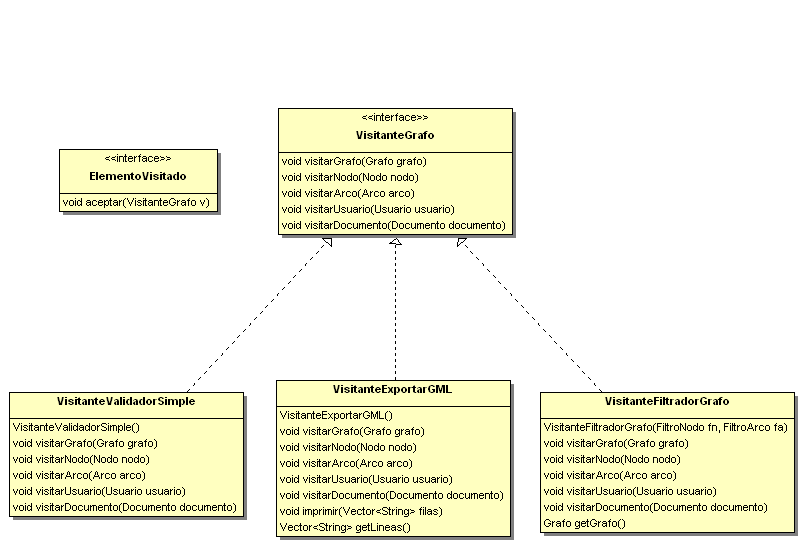 <<interface>>
VisitanteGrafo
void visitarGrafo(Grafo grafo)
void visitarNodo(Nodo nodo)
void visitarArco(Arco arco)
void visitarUsuario(Usuario usuario)
void visitarDocumento(Documento documento)
<<interface>>
ElementoVisitado
void aceptar(VisitanteGrafo v)
VisitanteValidadorSimple
VisitanteValidadorSimple()
void visitarGrafo(Grafo grafo)
void visitarNodo(Nodo nodo)
void visitarArco(Arco arco)
void visitarUsuario(Usuario usuario)
void visitarDocumento(Documento documento)
VisitanteExportarGML
VisitanteExportarGML()
void visitarGrafo(Grafo grafo)
void visitarNodo(Nodo nodo)
void visitarArco(Arco arco)
void visitarUsuario(Usuario usuario)
void visitarDocumento(Documento documento)
void imprimir(Vector<String> filas)
Vector<String> getLineas()
VisitanteFiltradorGrafo
VisitanteFiltradorGrafo(FiltroNodo fn, FiltroArco fa)
void visitarGrafo(Grafo grafo)
void visitarNodo(Nodo nodo)
void visitarArco(Arco arco)
void visitarUsuario(Usuario usuario)
void visitarDocumento(Documento documento)
Grafo getGrafo()